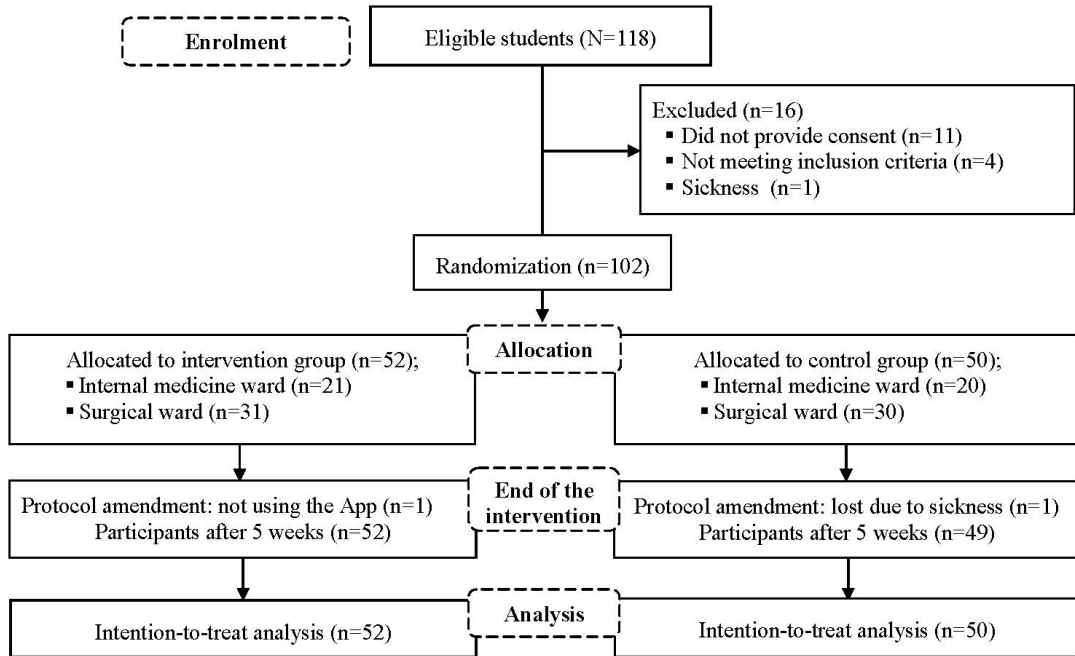 Enrolment
Eligible students (N=118)
Excluded (n=16)
▪ Did not provide consent (n=11)
▪ Not meeting inclusion criteria (n=4)
▪ Sickness (n=1)
Randomization (n=102)
Allocation
Allocated to intervention group (n=52);
▪ Internal medicine ward (n=21)
▪ Surgical ward (n=31)
Allocated to control group (n=50);
▪ Internal medicine ward (n=20)
▪ Surgical ward (n=30)
End of the
intervention
Protocol amendment: not using the App (n=1)
Participants after 5 weeks (n=52)
Protocol amendment: lost due to sickness (n=1)
Participants after 5 weeks (n=49)
Analysis
Intention-to-treat analysis (n=52)
Intention-to-treat analysis (n=50)